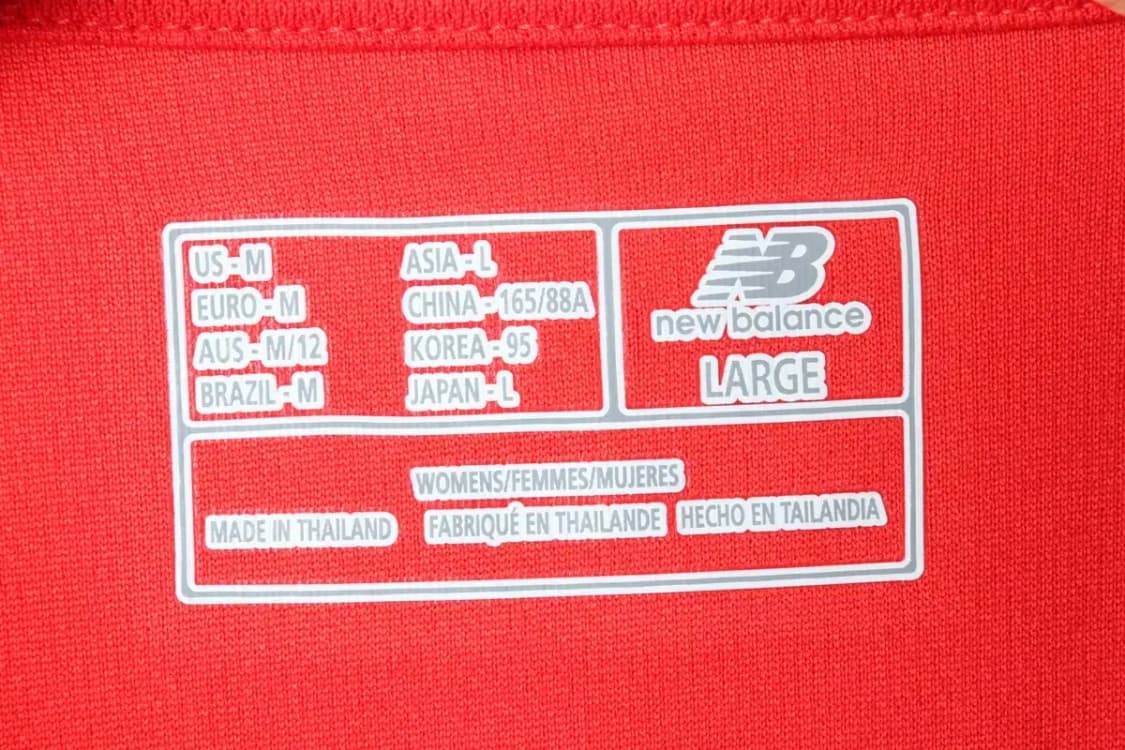 US - M
EURO - M
AUS - M/12
BRAZIL - M
ASIA - L
CHINA - 165/88A
KOREA - 95
JAPAN - L
NB
new balance
LARGE
WOMENS/FEMMES/MUJERES
MADE IN THAILAND FABRIQUÉ EN THAILANDE HECHO EN TAILANDIA